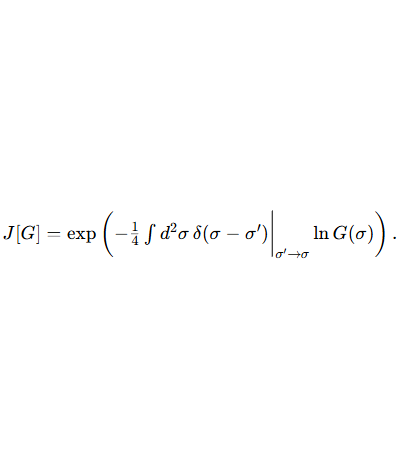 J[G] = exp(−1/4 ∫ d²σ δ(σ − σ′)|_{σ′→σ} ln G(σ)).